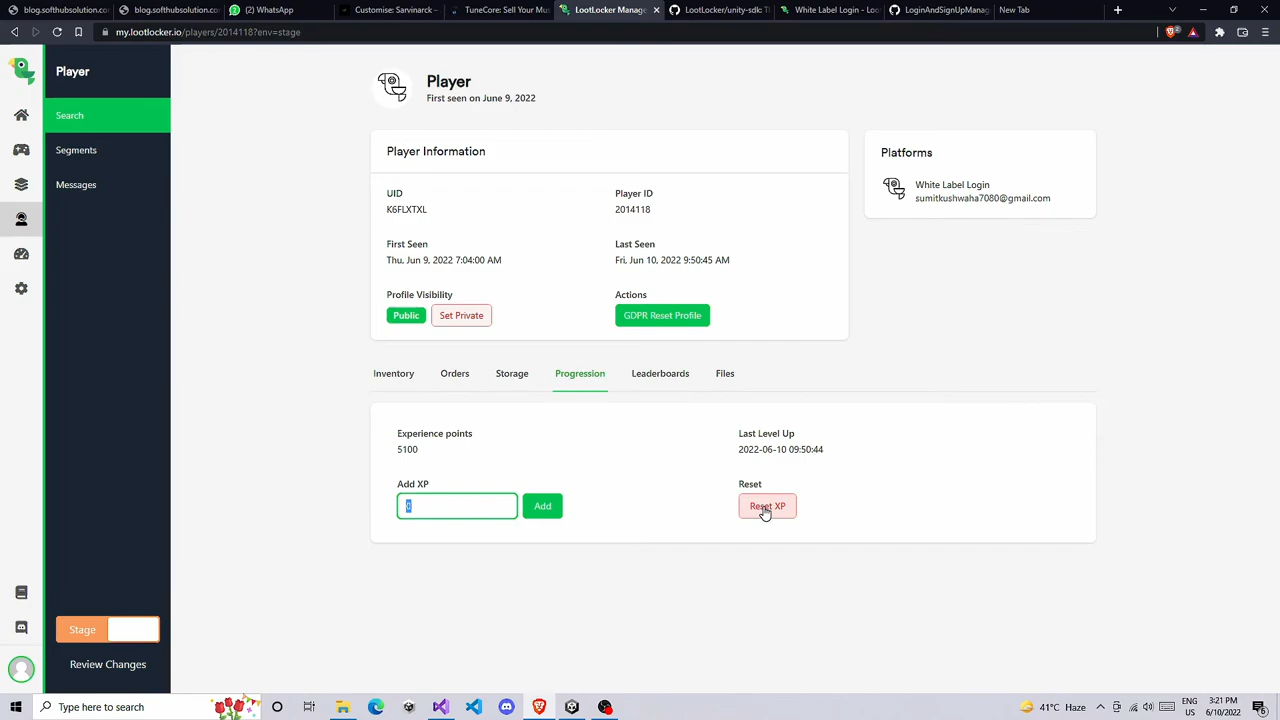 blog.softhubsolution.con
blog.softhubsolution.con
(2) WhatsApp
Customise: Savinarck -
TuneCore: Sell Your Mu
LootLocker Manage
LootLocker/unity-sdk: T
White Label Login - Loo
LoginAndSignUpManag
New Tab
my.lootlocker.io/players/2014118?env=stage
Player
Search
Segments
Messages
Stage
Review Changes
Player
First seen on June 9, 2022
Player Information
UID
K6FLXTXL
Player ID
2014118
First Seen
Thu, Jun 9, 2022 7:04:00 AM
Last Seen
Fri, Jun 10, 2022 9:50:45 AM
Profile Visibility
Public
Set Private
Actions
GDPR Reset Profile
Platforms
White Label Login
sumitkushwaha7080@gmail.com
Inventory
Orders
Storage
Progression
Leaderboards
Files
Experience points
5100
Last Level Up
2022-06-10 09:50:44
Add XP
0
Add
Reset
Reset XP
Type here to search
41°C Haze
ENG
IN
3:21 PM
6/10/2022